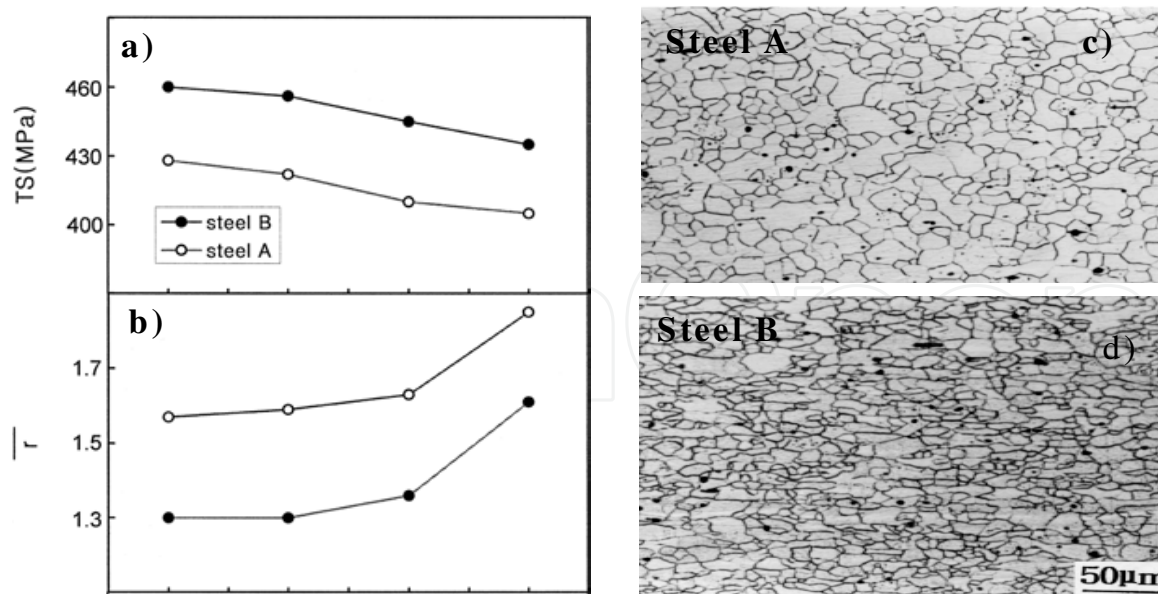 a)
TS(MPa)
460
430
400
steel B
steel A
b)
r
1.7
1.5
1.3
Steel A
c)
Steel B
d)
50µm